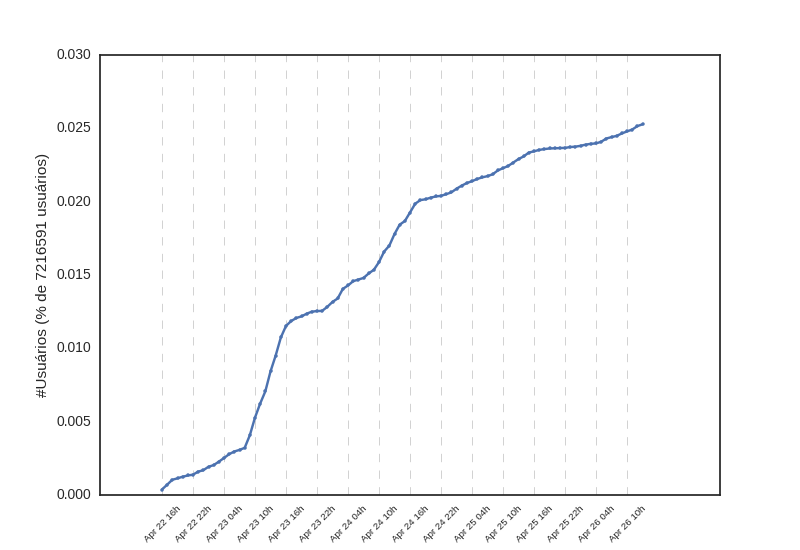 0.030
0.025
0.020
0.015
0.010
0.005
0.000
#Usuários (% de 7216591 usuários)
Apr 22 16h
Apr 22 22h
Apr 23 04h
Apr 23 10h
Apr 23 16h
Apr 23 22h
Apr 24 04h
Apr 24 10h
Apr 24 16h
Apr 24 22h
Apr 25 04h
Apr 25 10h
Apr 25 16h
Apr 25 22h
Apr 26 04h
Apr 26 10h